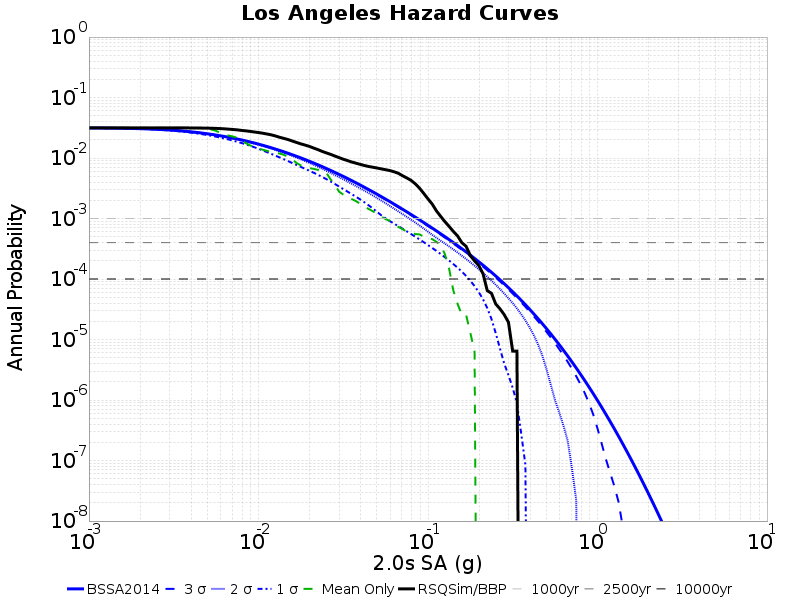 Los Angeles Hazard Curves
10^0
10^-1
10^-2
10^-3
10^-4
10^-5
10^-6
10^-7
10^-8
Annual Probability
10^-3 10^-2 10^-1 10^0 10^1
2.0s SA (g)
BSSA2014 3 σ 2 σ 1 σ Mean Only RSQSim/BBP 1000yr 2500yr 10000yr